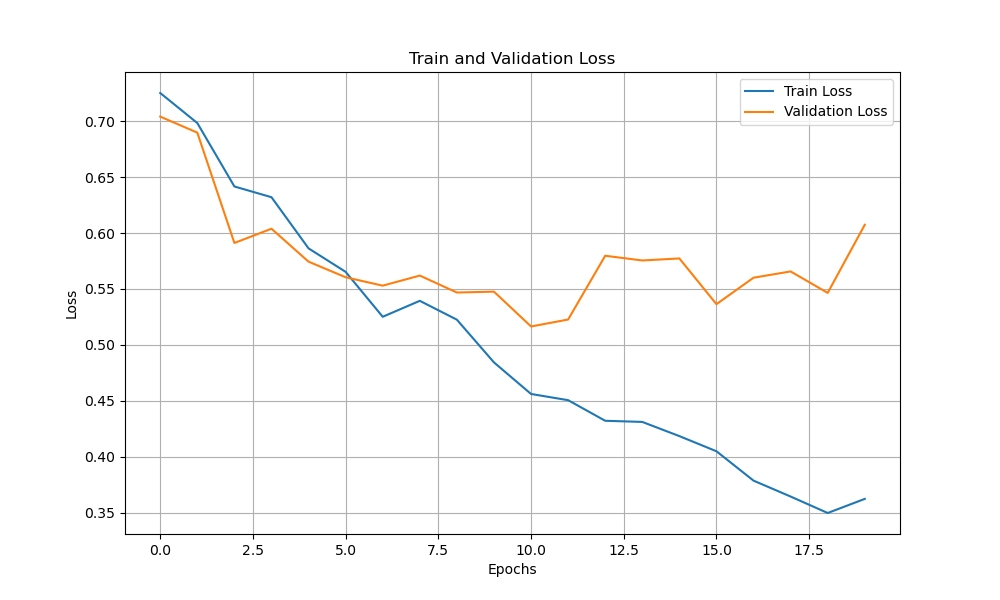 Train and Validation Loss
Train Loss
Validation Loss
0.70
0.65
0.60
0.55
0.50
0.45
0.40
0.35
Loss
0.0 2.5 5.0 7.5 10.0 12.5 15.0 17.5
Epochs